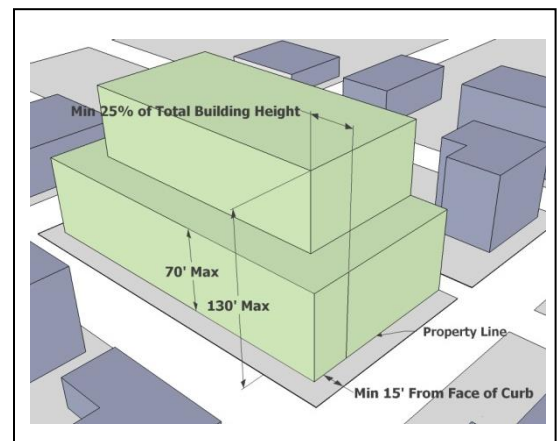 Min 25% of Total Building Height
70' Max
130' Max
Property Line
Min 15' From Face of Curb